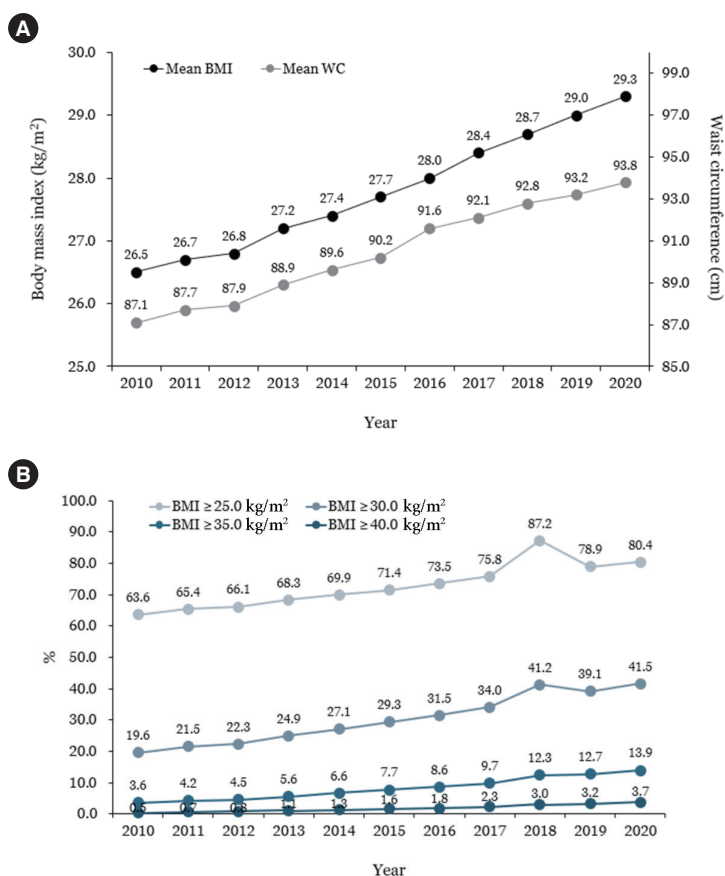 A
30.0
29.0
28.0
27.0
26.0
25.0
Body mass index (kg/m²)
Mean BMI Mean WC
99.0
97.0
95.0
93.0
91.0
89.0
87.0
85.0
Waist circumference (cm)
26.5 26.7 26.8 27.2 27.4 27.7 28.0 28.4 28.7 29.0 29.3
87.1 87.7 87.9 88.9 89.6 90.2 91.6 92.1 92.8 93.2 93.8
2010 2011 2012 2013 2014 2015 2016 2017 2018 2019 2020
Year
B
100.0
90.0
80.0
70.0
60.0
50.0
40.0
30.0
20.0
10.0
0.0
%
BMI ≥25.0 kg/m² BMI ≥30.0 kg/m²
BMI ≥35.0 kg/m² BMI ≥40.0 kg/m²
63.6 65.4 66.1 68.3 69.9 71.4 73.5 75.8 87.2 78.9 80.4
19.6 21.5 22.3 24.9 27.1 29.3 31.5 34.0 41.2 39.1 41.5
3.6 4.2 4.5 5.6 6.6 7.7 8.6 9.7 12.3 12.7 13.9
1.3 1.6 1.8 2.3 3.0 3.2 3.7
2010 2011 2012 2013 2014 2015 2016 2017 2018 2019 2020
Year